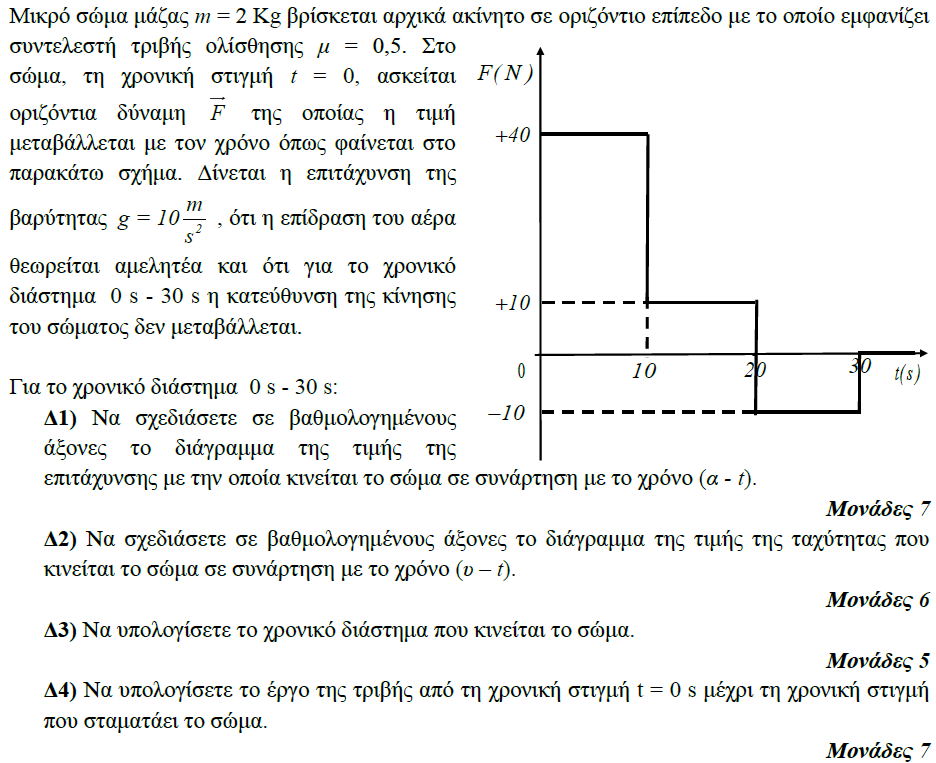 Μικρό σώμα μάζας m = 2 Kg βρίσκεται αρχικά ακίνητο σε οριζόντιο επίπεδο με το οποίο εμφανίζει
συντελεστή τριβής ολίσθησης μ = 0,5. Στο
σώμα, τη χρονική στιγμή t = 0, ασκείται
οριζόντια δύναμη F⃗ της οποίας η τιμή
μεταβάλλεται με τον χρόνο όπως φαίνεται στο
παρακάτω σχήμα. Δίνεται η επιτάχυνση της
βαρύτητας g = 10 m/s² , ότι η επίδραση του αέρα
θεωρείται αμελητέα και ότι για το χρονικό
διάστημα 0 s - 30 s η κατεύθυνση της κίνησης
του σώματος δεν μεταβάλλεται.
F(N)
+40
+10
0
10
20
30
t(s)
−10
Για το χρονικό διάστημα 0 s - 30 s:
Δ1) Να σχεδιάσετε σε βαθμολογημένους
άξονες το διάγραμμα της τιμής της
επιτάχυνσης με την οποία κινείται το σώμα σε συνάρτηση με το χρόνο (α - t).
Μονάδες 7
Δ2) Να σχεδιάσετε σε βαθμολογημένους άξονες το διάγραμμα της τιμής της ταχύτητας που
κινείται το σώμα σε συνάρτηση με το χρόνο (υ – t).
Μονάδες 6
Δ3) Να υπολογίσετε το χρονικό διάστημα που κινείται το σώμα.
Μονάδες 5
Δ4) Να υπολογίσετε το έργο της τριβής από τη χρονική στιγμή t = 0 s μέχρι τη χρονική στιγμή
που σταματάει το σώμα.
Μονάδες 7